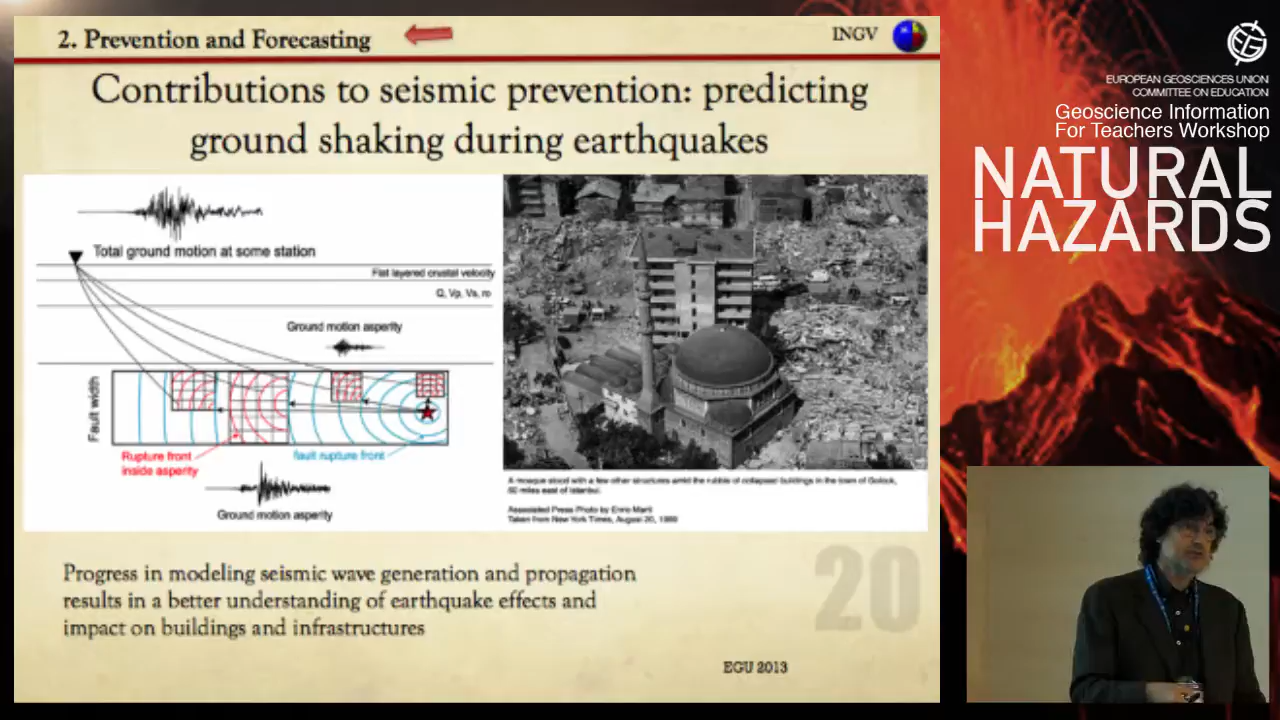 2. Prevention and Forecasting
INGV
Contributions to seismic prevention: predicting
ground shaking during earthquakes
Total ground motion at some station
Flat layered crustal velocity
Q, Vp, Vs, ro
Ground motion asperity
Fault width
Rupture front
inside asperity
fault rupture front
Ground motion asperity
A mosque stood with a few other structures amid the rubble of collapsed buildings in the town of Golcuk,
60 miles east of Istanbul.
Associated Press Photo by Enric Marti
Taken from New York Times, August 20, 1999
Progress in modeling seismic wave generation and propagation
results in a better understanding of earthquake effects and
impact on buildings and infrastructures
20
EGU 2013
EUROPEAN GEOSCIENCES UNION
COMMITTEE ON EDUCATION
Geoscience Information
For Teachers Workshop
NATURAL
HAZARDS